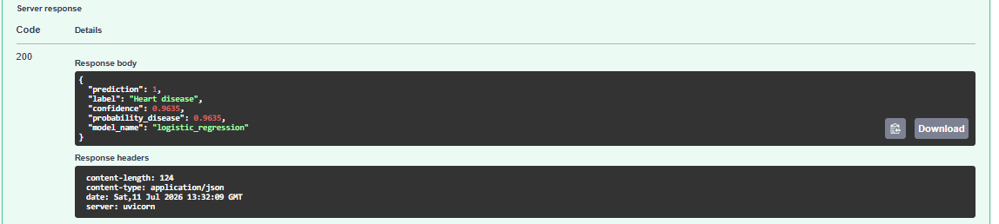 Server response
Code Details
200
Response body
{
  "prediction": 1,
  "label": "Heart disease",
  "confidence": 0.9635,
  "probability_disease": 0.9635,
  "model_name": "logistic_regression"
}
Download
Response headers
content-length: 124
content-type: application/json
date: Sat,11 Jul 2026 13:32:09 GMT
server: uvicorn